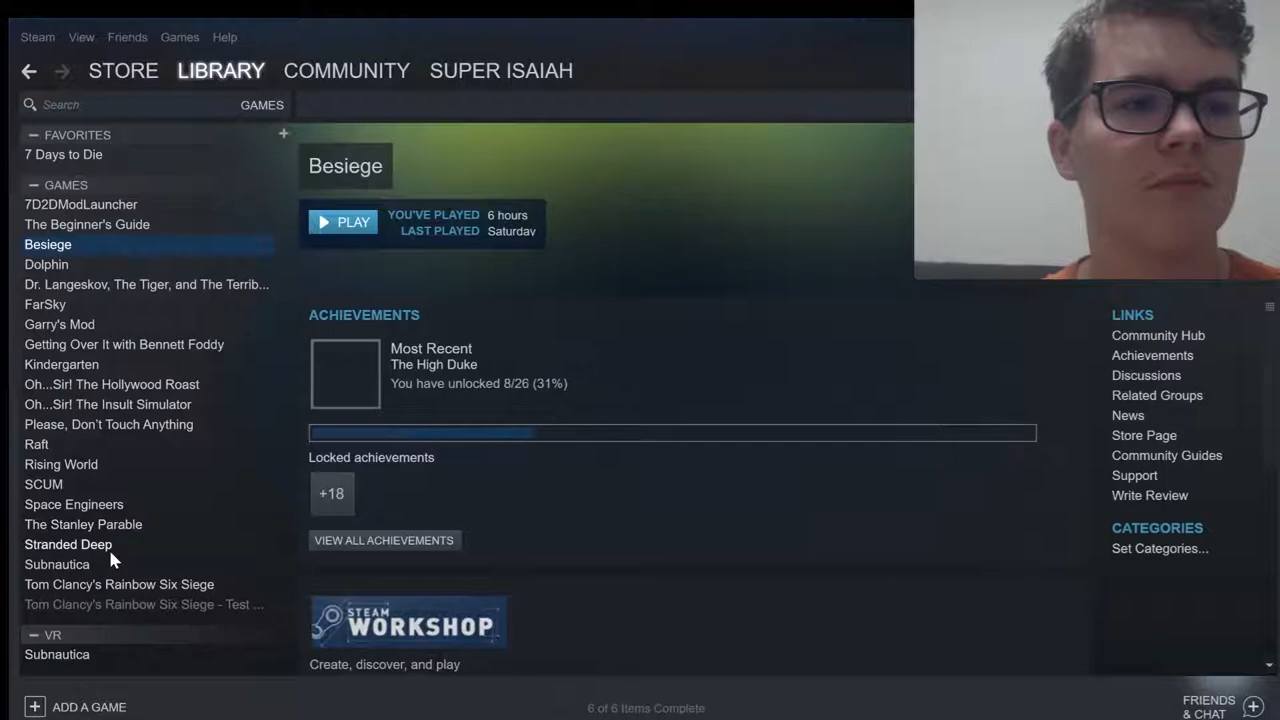 Steam View Friends Games Help
STORE LIBRARY COMMUNITY SUPER ISAIAH
Search GAMES
FAVORITES
7 Days to Die
GAMES
7D2DModLauncher
The Beginner's Guide
Besiege
Dolphin
Dr. Langeskov, The Tiger, and The Terrib...
FarSky
Garry's Mod
Getting Over It with Bennett Foddy
Kindergarten
Oh...Sir! The Hollywood Roast
Oh...Sir! The Insult Simulator
Please, Don't Touch Anything
Raft
Rising World
SCUM
Space Engineers
The Stanley Parable
Stranded Deep
Subnautica
Tom Clancy's Rainbow Six Siege
Tom Clancy's Rainbow Six Siege - Test ...
VR
Subnautica
ADD A GAME
Besiege
PLAY
YOU'VE PLAYED 6 hours
LAST PLAYED Saturday
ACHIEVEMENTS
Most Recent
The High Duke
You have unlocked 8/26 (31%)
Locked achievements
+18
VIEW ALL ACHIEVEMENTS
STEAM
WORKSHOP
Create, discover, and play
LINKS
Community Hub
Achievements
Discussions
Related Groups
News
Store Page
Community Guides
Support
Write Review
CATEGORIES
Set Categories...
6 of 6 Items Complete
FRIENDS
& CHAT